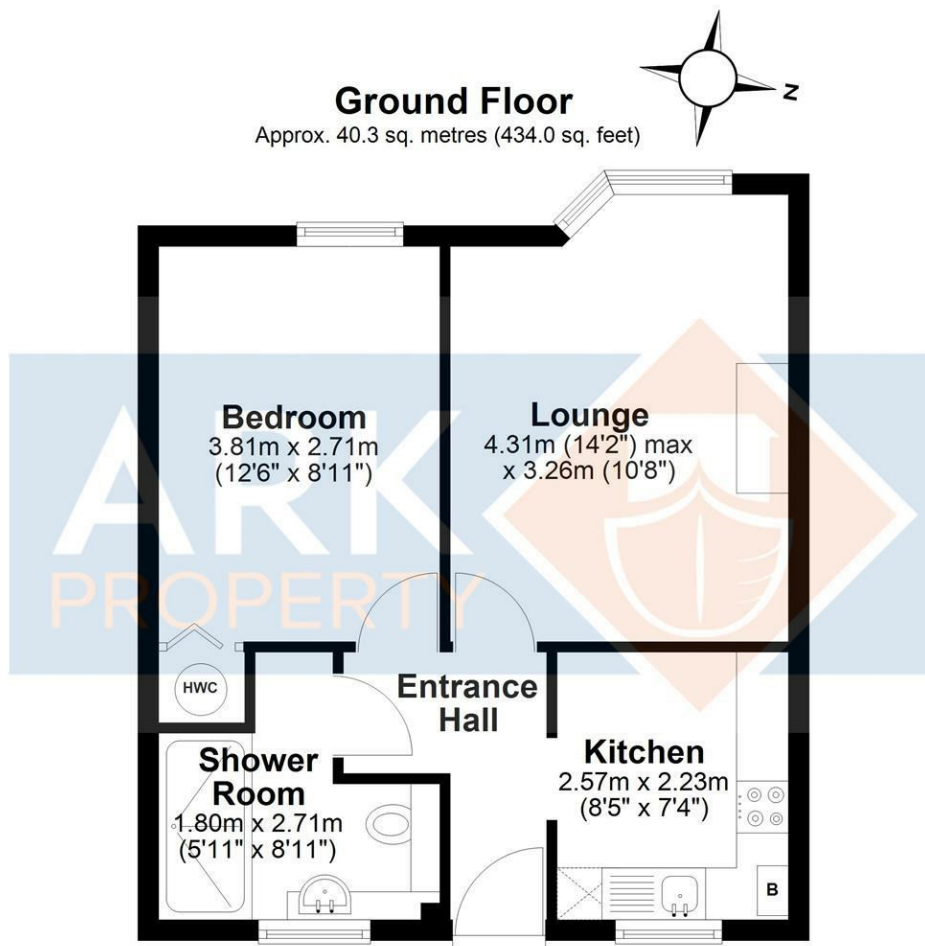 Ground Floor
Approx. 40.3 sq. metres (434.0 sq. feet)
N
Bedroom
3.81m x 2.71m
(12'6" x 8'11")
Lounge
4.31m (14'2") max
x 3.26m (10'8")
ARK
PROPERTY
HWC
Entrance
Hall
Shower
Room
1.80m x 2.71m
(5'11" x 8'11")
Kitchen
2.57m x 2.23m
(8'5" x 7'4")
B